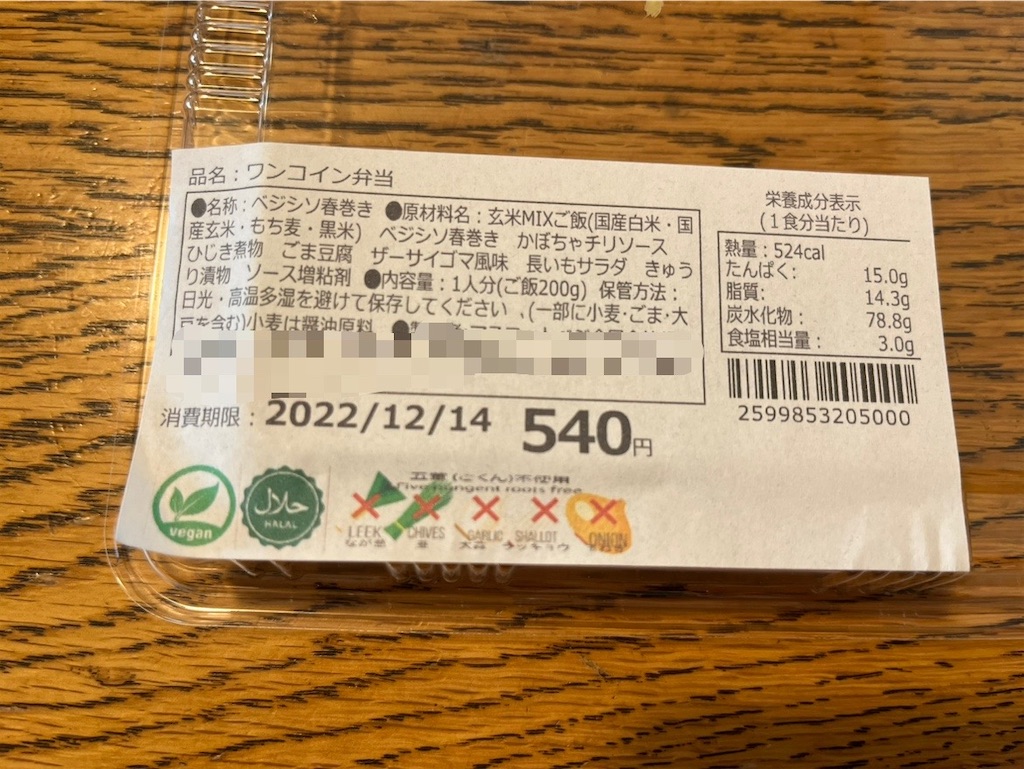 品名：ワンコイン弁当
●名称：ベジシソ春巻き ●原材料名：玄米MIX​ご飯(国産白米・国
産玄米・もち麦・黒米) ベジシソ春巻き かぼちゃチリソース
ひじき煮物 ごま豆腐 ザーサイゴマ風味 長いもサラダ きゅう
り漬物 ソース増粘剤 ●内容量：1人分(ご飯200g) 保管方法：
日光・高温多湿を避けて保存してください 、(一部に小麦・ごま・大
豆を含む)小麦は醤油原料 ●
栄養成分表示
(１食分当たり)
熱量：524cal
たんぱく： 15.0g
脂質： 14.3g
炭水化物： 78.8g
食塩相当量： 3.0g
2599853205000
消費期限：2022/12/14 540円
vegan
حلال
HALAL
五葷(ごくん)不使用
Five pungent roots free
LEEK CHIVES GARLIC SHALLOT ONION